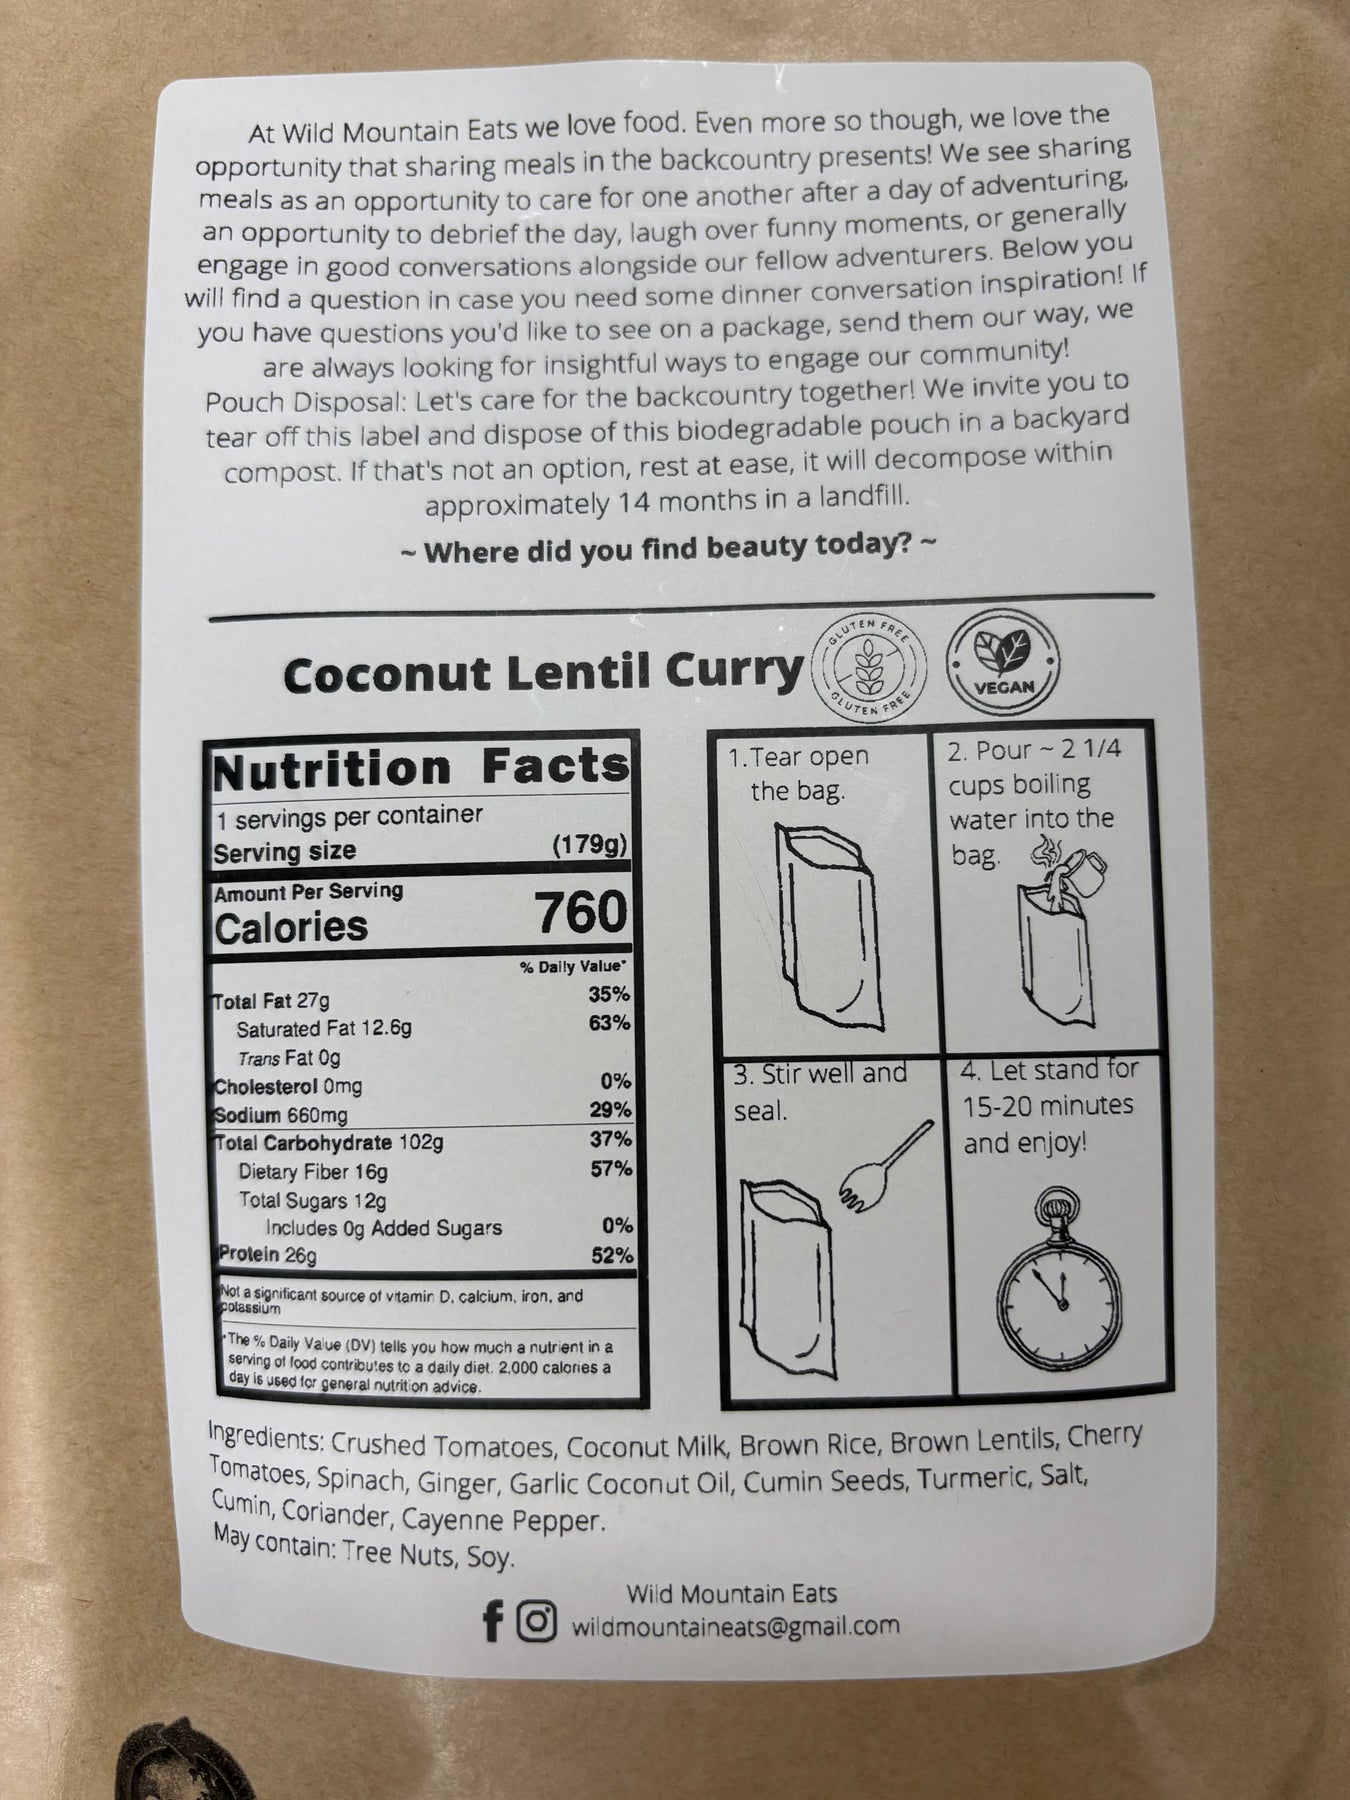 At Wild Mountain Eats we love food. Even more so though, we love the
opportunity that sharing meals in the backcountry presents! We see sharing
meals as an opportunity to care for one another after a day of adventuring,
an opportunity to debrief the day, laugh over funny moments, or generally
engage in good conversations alongside our fellow adventurers. Below you
will find a question in case you need some dinner conversation inspiration! If
you have questions you'd like to see on a package, send them our way, we
are always looking for insightful ways to engage our community!
Pouch Disposal: Let's care for the backcountry together! We invite you to
tear off this label and dispose of this biodegradable pouch in a backyard
compost. If that's not an option, rest at ease, it will decompose within
approximately 14 months in a landfill.
~ Where did you find beauty today? ~
Coconut Lentil Curry
GLUTEN FREE
GLUTEN FREE
VEGAN
Nutrition Facts
1 servings per container
Serving size (179g)
Amount Per Serving
Calories 760
% Daily Value*
Total Fat 27g 35%
Saturated Fat 12.6g 63%
Trans Fat 0g
Cholesterol 0mg 0%
Sodium 660mg 29%
Total Carbohydrate 102g 37%
Dietary Fiber 16g 57%
Total Sugars 12g
Includes 0g Added Sugars 0%
Protein 26g 52%
Not a significant source of vitamin D, calcium, iron, and
potassium
*The % Daily Value (DV) tells you how much a nutrient in a
serving of food contributes to a daily diet. 2,000 calories a
day is used for general nutrition advice.
1.Tear open
the bag.
2. Pour ~ 2 1/4
cups boiling
water into the
bag.
3. Stir well and
seal.
4. Let stand for
15-20 minutes
and enjoy!
Ingredients: Crushed Tomatoes, Coconut Milk, Brown Rice, Brown Lentils, Cherry
Tomatoes, Spinach, Ginger, Garlic Coconut Oil, Cumin Seeds, Turmeric, Salt,
Cumin, Coriander, Cayenne Pepper.
May contain: Tree Nuts, Soy.
Wild Mountain Eats
wildmountaineats@gmail.com